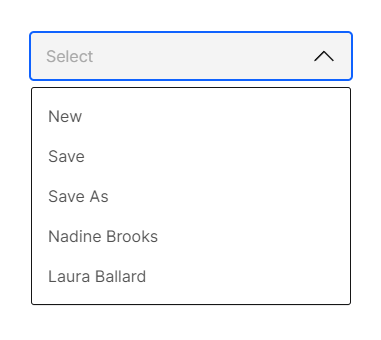 Select
New
Save
Save As
Nadine Brooks
Laura Ballard